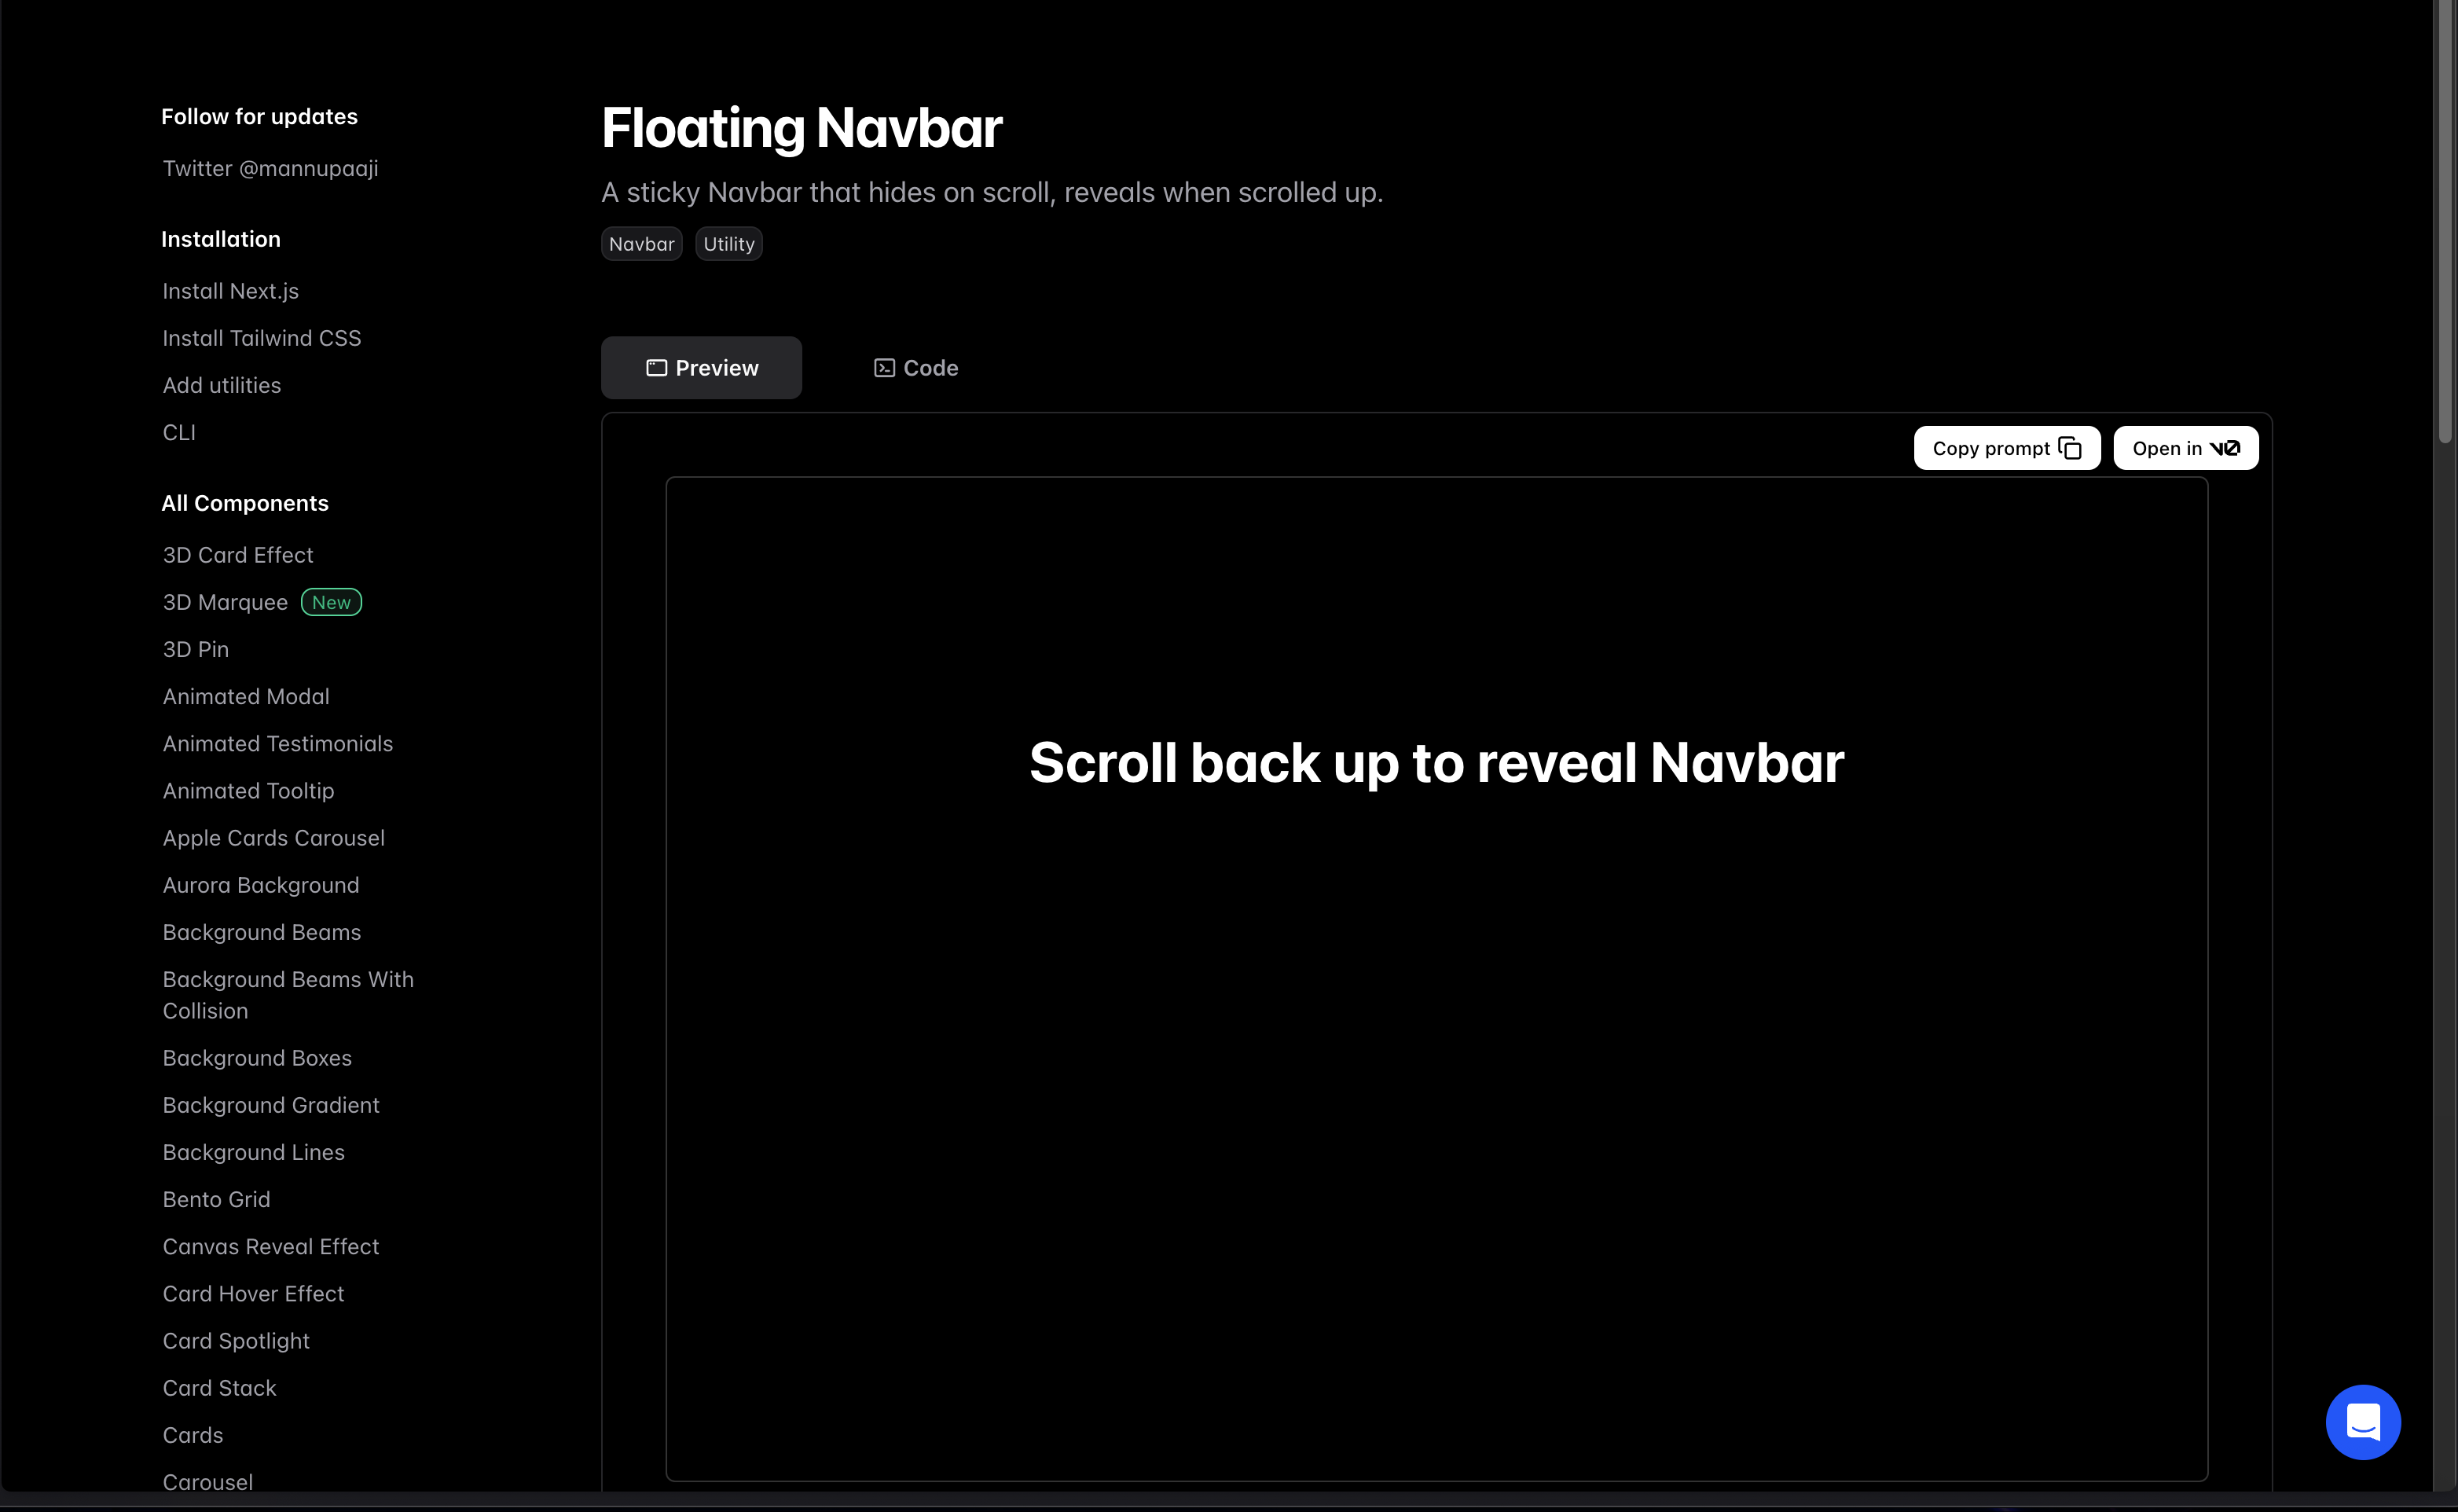 Follow for updates
Twitter @mannupaaji
Installation
Install Next.js
Install Tailwind CSS
Add utilities
CLI
All Components
3D Card Effect
3D Marquee New
3D Pin
Animated Modal
Animated Testimonials
Animated Tooltip
Apple Cards Carousel
Aurora Background
Background Beams
Background Beams With
Collision
Background Boxes
Background Gradient
Background Lines
Bento Grid
Canvas Reveal Effect
Card Hover Effect
Card Spotlight
Card Stack
Cards
Carousel
Floating Navbar
A sticky Navbar that hides on scroll, reveals when scrolled up.
Navbar Utility
Preview Code
Copy prompt Open in v0
Scroll back up to reveal Navbar